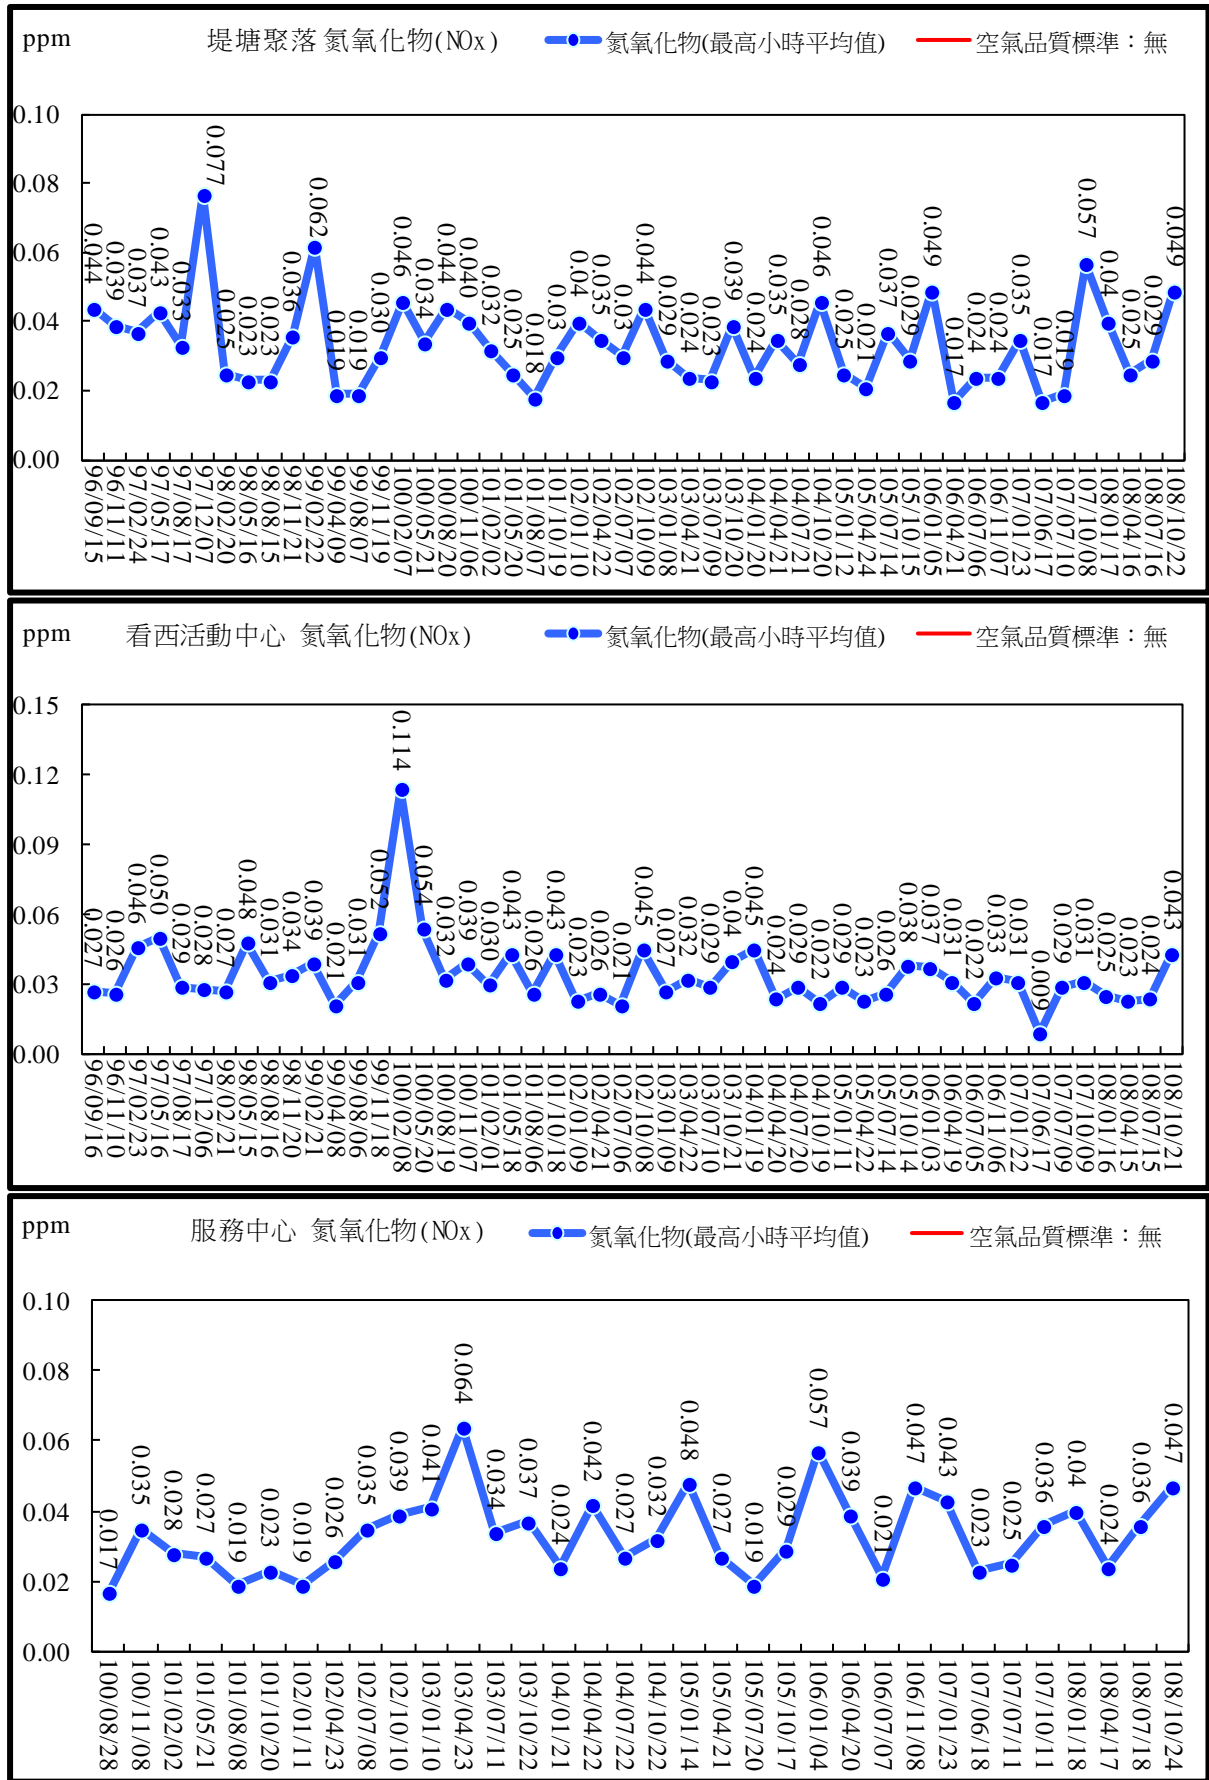 ppm 堤塘聚落 氮氧化物(NOx) 氮氧化物(最高小時平均值) 空氣品質標準：無
0.10
0.08
0.06
0.04
0.02
0.00
0.044 0.039 0.037 0.043 0.033 0.077 0.025 0.023 0.023 0.036 0.062 0.019 0.019 0.030 0.046 0.034 0.044 0.040 0.032 0.025 0.018 0.03 0.04 0.035 0.03 0.044 0.029 0.024 0.023 0.039 0.024 0.035 0.028 0.046 0.025 0.021 0.037 0.029 0.049 0.017 0.024 0.024 0.035 0.017 0.019 0.057 0.04 0.025 0.029 0.049
96/09/15 96/11/11 97/02/24 97/05/17 97/08/17 97/12/07 98/02/20 98/05/16 98/08/15 98/11/21 99/02/22 99/04/09 99/08/07 99/11/19 100/02/07 100/05/21 100/08/20 100/11/06 101/02/02 101/05/20 101/08/07 101/10/19 102/01/10 102/04/22 102/07/07 102/10/09 103/01/08 103/04/21 103/07/09 103/10/20 104/01/20 104/04/21 104/07/21 104/10/20 105/01/12 105/04/24 105/07/14 105/10/15 106/01/05 106/04/21 106/07/06 106/11/07 107/01/23 107/06/17 107/07/10 107/10/08 108/01/17 108/04/16 108/07/16 108/10/22
ppm 看西活動中心 氮氧化物(NOx) 氮氧化物(最高小時平均值) 空氣品質標準：無
0.15
0.12
0.09
0.06
0.03
0.00
0.027 0.026 0.046 0.050 0.029 0.028 0.027 0.048 0.031 0.034 0.039 0.021 0.031 0.052 0.114 0.054 0.032 0.039 0.030 0.043 0.026 0.043 0.023 0.026 0.021 0.045 0.027 0.032 0.029 0.04 0.045 0.024 0.029 0.022 0.029 0.023 0.026 0.038 0.037 0.031 0.022 0.033 0.031 0.009 0.029 0.031 0.025 0.023 0.024 0.043
96/09/16 96/11/10 97/02/23 97/05/16 97/08/17 97/12/06 98/02/21 98/05/15 98/08/16 98/11/20 99/02/21 99/04/08 99/08/06 99/11/18 100/02/08 100/05/20 100/08/19 100/11/07 101/02/01 101/05/18 101/08/06 101/10/18 102/01/09 102/04/21 102/07/06 102/10/08 103/01/09 103/04/22 103/07/10 103/10/21 104/01/19 104/04/20 104/07/20 104/10/19 105/01/11 105/04/22 105/07/14 105/10/14 106/01/03 106/04/19 106/07/05 106/11/06 107/01/22 107/06/17 107/07/09 107/10/09 108/01/16 108/04/15 108/07/15 108/10/21
ppm 服務中心 氮氧化物(NOx) 氮氧化物(最高小時平均值) 空氣品質標準：無
0.10
0.08
0.06
0.04
0.02
0.00
0.017 0.035 0.028 0.027 0.019 0.023 0.019 0.026 0.035 0.039 0.041 0.064 0.034 0.037 0.024 0.042 0.027 0.032 0.048 0.027 0.019 0.029 0.057 0.039 0.021 0.047 0.043 0.023 0.025 0.036 0.04 0.024 0.036 0.047
100/08/28 100/11/08 101/02/02 101/05/21 101/08/08 101/10/20 102/01/11 102/04/23 102/07/08 102/10/10 103/01/10 103/04/23 103/07/11 103/10/22 104/01/21 104/04/22 104/07/22 104/10/22 105/01/14 105/04/21 105/07/20 105/10/17 106/01/04 106/04/20 106/07/07 106/11/08 107/01/23 107/06/18 107/07/11 107/10/11 108/01/18 108/04/17 108/07/18 108/10/24